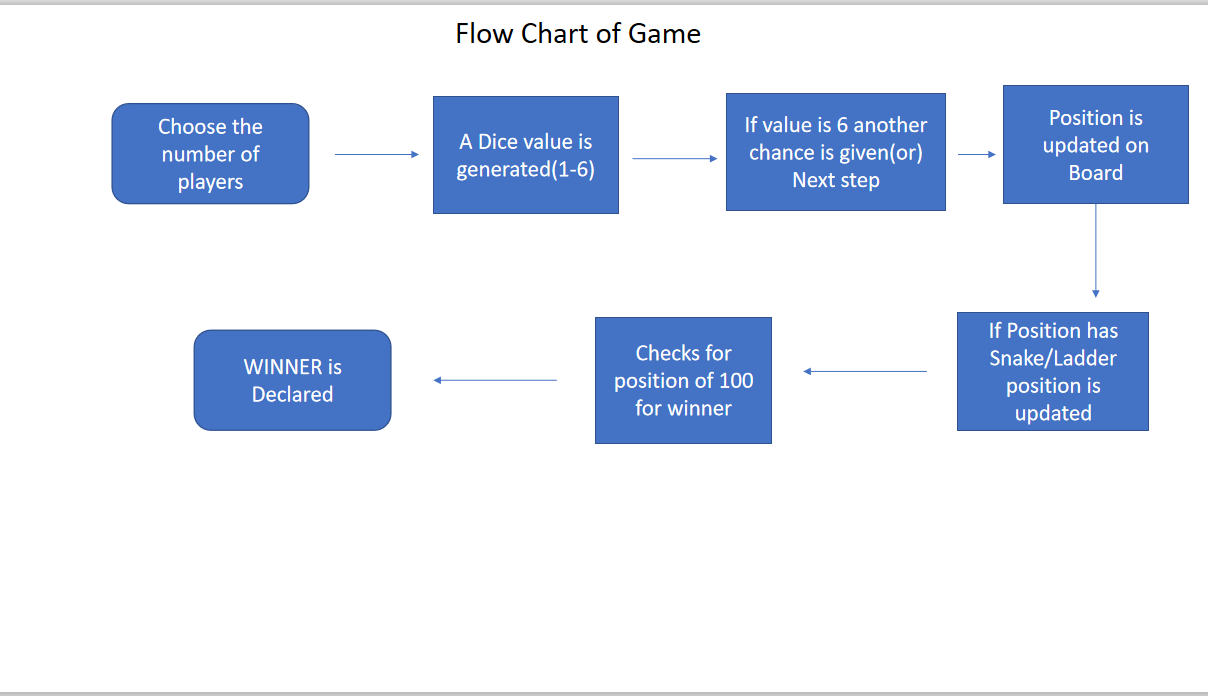 Flow Chart of Game
Choose the
number of
players
A Dice value is
generated(1-6)
If value is 6 another
chance is given(or)
Next step
Position is
updated on
Board
If Position has
Snake/Ladder
position is
updated
Checks for
position of 100
for winner
WINNER is
Declared